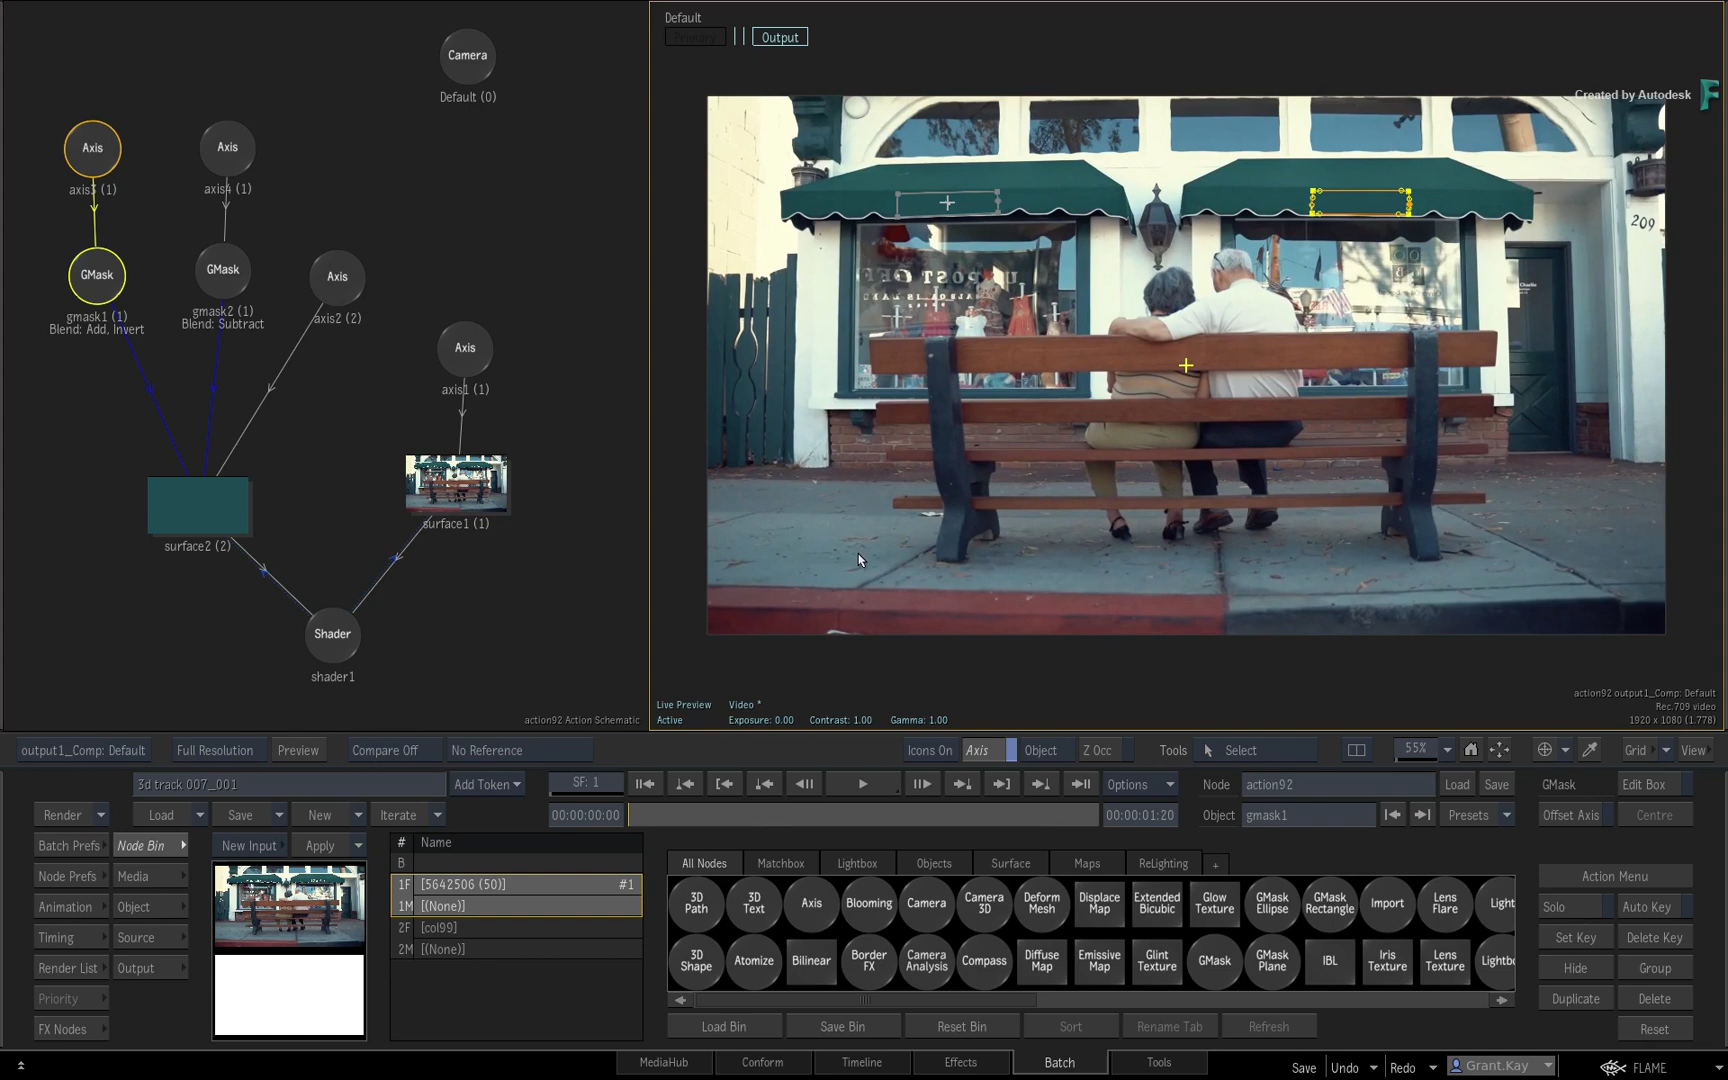 Default
Primary
Output
Created by Autodesk
Camera
Default (0)
Axis
axis3 (1)
Axis
axis4 (1)
GMask
gmask1 (1)
Blend: Add, Invert
GMask
gmask2 (1)
Blend: Subtract
Axis
axis2 (2)
Axis
axis1 (1)
surface2 (2)
surface1 (1)
Shader
shader1
action92 Action Schematic
209
POST
Live Preview
Active
Video *
Exposure: 0.00
Contrast: 1.00
Gamma: 1.00
action92 output1_Comp: Default
Rec.709 video
1920 x 1080 (1.778)
output1_Comp: Default
Full Resolution
Preview
Compare Off
No Reference
Icons On
Axis
Object
Z Occ
Tools
Select
55%
Grid
View
3d track 007_001
Add Token
SF: 1
Options
Node
action92
Load
Save
GMask
Edit Box
Render
Load
Save
New
Iterate
00:00:00:00
00:00:01:20
Object
gmask1
Presets
Offset Axis
Centre
Batch Prefs
Node Bin
New Input
Apply
Node Prefs
Media
Animation
Object
Timing
Source
Render List
Output
Priority
FX Nodes
# Name
B
1F [5642506 (50)] #1
1M [(None)]
2F [col99]
2M [(None)]
All Nodes
Matchbox
Lightbox
Objects
Surface
Maps
ReLighting
+
3D Path
3D Text
Axis
Blooming
Camera
Camera 3D
Deform Mesh
Displace Map
Extended Bicubic
Glow Texture
GMask Ellipse
GMask Rectangle
Import
Lens Flare
Light
3D Shape
Atomize
Bilinear
Border FX
Camera Analysis
Compass
Diffuse Map
Emissive Map
Glint Texture
GMask
GMask Plane
IBL
Iris Texture
Lens Texture
Lightbo
Load Bin
Save Bin
Reset Bin
Sort
Rename Tab
Refresh
Action Menu
Solo
Auto Key
Set Key
Delete Key
Hide
Group
Duplicate
Delete
Reset
MediaHub
Conform
Timeline
Effects
Batch
Tools
Save
Undo
Redo
Grant.Kay
FLAME